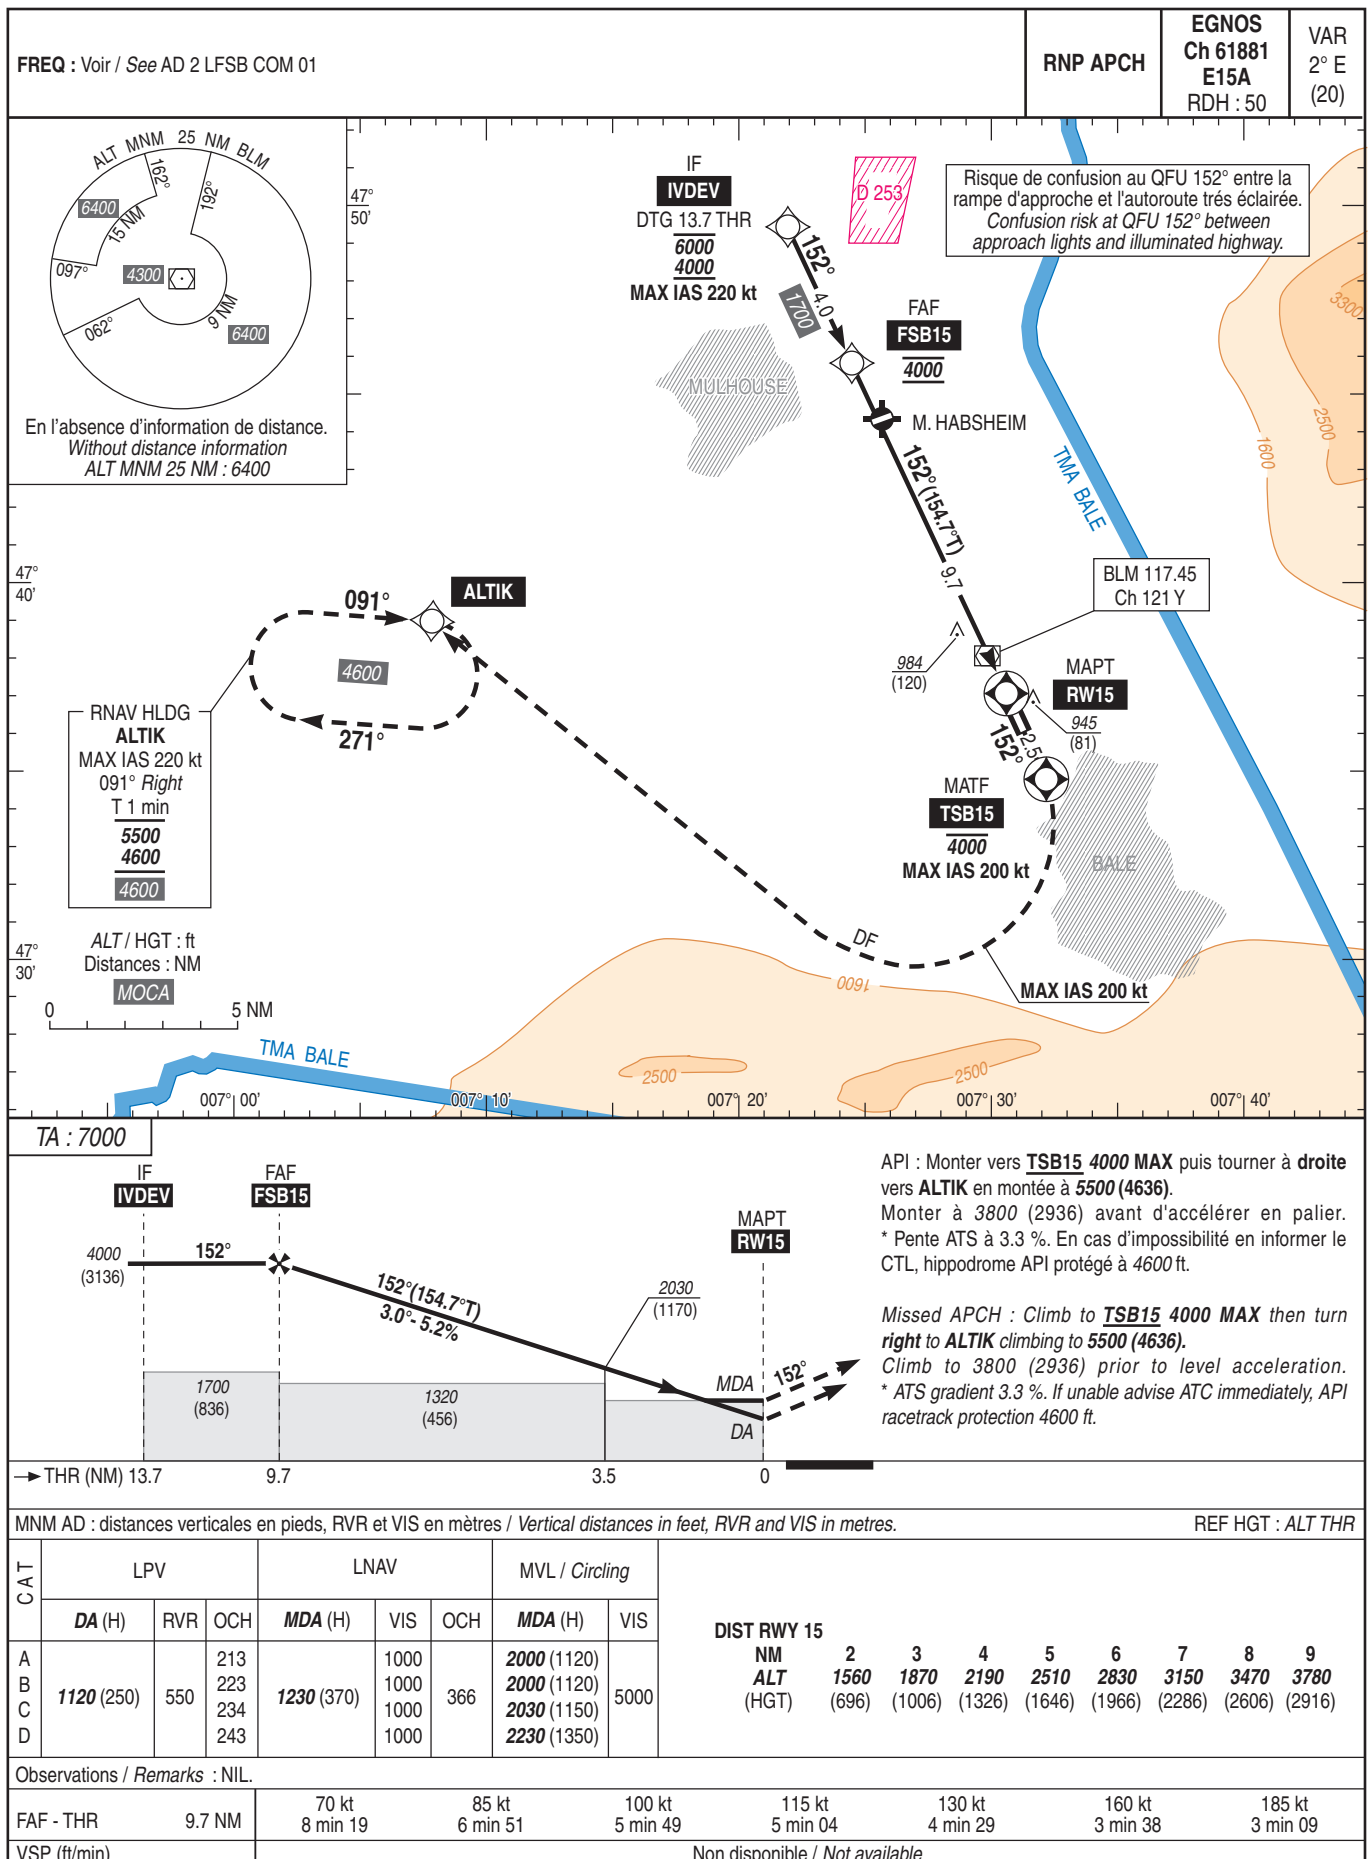 FREQ : Voir / See AD 2 LFSB COM 01
RNP APCH
EGNOS
Ch 61881
E15A
RDH : 50
VAR
2° E
(20)
ALT MNM 25 NM BLM
162°
192°
6400
15 NM
097°
4300
062°
9 NM
6400
En l'absence d'information de distance.
Without distance information
ALT MNM 25 NM : 6400
47°
50'
IF
IVDEV
DTG 13.7 THR
6000
4000
MAX IAS 220 kt
D 253
Risque de confusion au QFU 152° entre la
rampe d'approche et l'autoroute trés éclairée.
Confusion risk at QFU 152° between
approach lights and illuminated highway.
152°
4.0
1700
FAF
FSB15
4000
3300
2500
1600
MULHOUSE
M. HABSHEIM
152° (154.7°T)
9.7
TMA BALE
47°
40'
BLM 117.45
Ch 121 Y
091°
ALTIK
4600
271°
984
(120)
MAPT
RW15
945
(81)
152°
2.5
RNAV HLDG
ALTIK
MAX IAS 220 kt
091° Right
T 1 min
5500
4600
4600
MATF
TSB15
4000
MAX IAS 200 kt
BALE
47°
30'
ALT / HGT : ft
Distances : NM
MOCA
0 5 NM
DF
1600
MAX IAS 200 kt
TMA BALE
2500
2500
007° 00'
007° 10'
007° 20'
007° 30'
007° 40'
TA : 7000
IF
IVDEV
FAF
FSB15
MAPT
RW15
4000
(3136)
152°
152°(154.7°T)
3.0°- 5.2%
2030
(1170)
1700
(836)
1320
(456)
MDA
DA
152°
THR (NM) 13.7 9.7 3.5 0
API : Monter vers TSB15 4000 MAX puis tourner à droite
vers ALTIK en montée à 5500 (4636).
Monter à 3800 (2936) avant d'accélérer en palier.
* Pente ATS à 3.3 %. En cas d'impossibilité en informer le
CTL, hippodrome API protégé à 4600 ft.
Missed APCH : Climb to TSB15 4000 MAX then turn
right to ALTIK climbing to 5500 (4636).
Climb to 3800 (2936) prior to level acceleration.
* ATS gradient 3.3 %. If unable advise ATC immediately, API
racetrack protection 4600 ft.
MNM AD : distances verticales en pieds, RVR et VIS en mètres / Vertical distances in feet, RVR and VIS in metres. REF HGT : ALT THR
CAT LPV LNAV MVL / Circling
DA (H) RVR OCH MDA (H) VIS OCH MDA (H) VIS
A 213 1000 2000 (1120)
B 223 1000 2000 (1120)
1120 (250) 550 1230 (370) 366 5000
C 234 1000 2030 (1150)
D 243 1000 2230 (1350)
DIST RWY 15
NM 2 3 4 5 6 7 8 9
ALT 1560 1870 2190 2510 2830 3150 3470 3780
(HGT) (696) (1006) (1326) (1646) (1966) (2286) (2606) (2916)
Observations / Remarks : NIL.
FAF - THR 9.7 NM
70 kt 85 kt 100 kt 115 kt 130 kt 160 kt 185 kt
8 min 19 6 min 51 5 min 49 5 min 04 4 min 29 3 min 38 3 min 09
VSP (ft/min) Non disponible / Not available